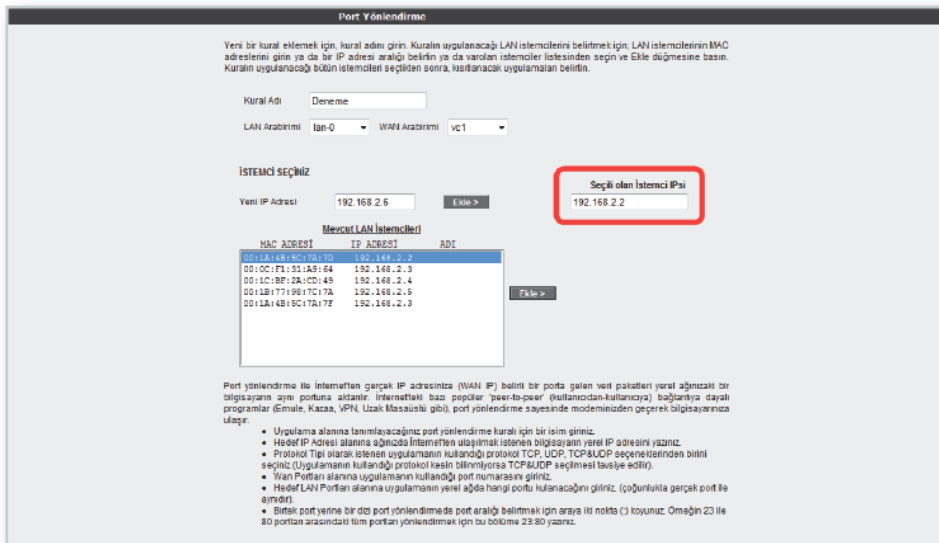 Port Yönlendirme
Yeni bir kural eklemek için, kural adını girin. Kuralın uygulanacağı LAN istemcilerini belirtmek için; LAN istemcilerinin MAC
adreslerini girin ya da bir IP adresi aralığı belirtin ya da varolan istemciler listesinden seçin ve Ekle düğmesine basın.
Kuralın uygulanacağı bütün istemcileri seçtikten sonra, kısıtlanacak uygulamaları belirtin.
Kural Adı Deneme
LAN Arabirimi lan-0 WAN Arabirimi vc1
İSTEMCİ SEÇİNİZ
Seçili olan İstemci IPsi
Yeni IP Adresi 192.168.2.6 Ekle > 192.168.2.2
Mevcut LAN İstemcileri
MAC ADRESİ IP ADRESİ ADI
00:1A:4B:5C:7A:7D 192.168.2.2
00:0C:F1:31:A9:64 192.168.2.3
00:1C:BF:2A:CD:49 192.168.2.4
00:1B:77:98:7C:7A 192.168.2.5
00:1A:4B:5C:7A:7F 192.168.2.3
Ekle >
Port yönlendirme ile İnternet'ten gerçek IP adresinize (WAN IP) belirli bir porta gelen veri paketleri yerel ağınızaki bir
bilgisayarın aynı portuna aktarılır. İnternet'teki bazı popüler 'peer-to-peer' (kullanıcıdan-kullanıcıya) bağlantıya dayalı
programlar (Emule, Kazaa, VPN, Uzak Masaüstü gibi), port yönlendirme sayesinde modeminizden geçerek bilgisayarınıza
ulaşır.
• Uygulama alanına tanımlayacağınız port yönlendirme kuralı için bir isim giriniz.
• Hedef IP Adresi alanına ağınızda İnternet'ten ulaşılmak istenen bilgisayarın yerel IP adresini yazınız.
• Protokol Tipi olarak istenen uygulamanın kullandığı protokol TCP, UDP, TCP&UDP seçeneklerinden birini
seçiniz (Uygulamanın kullandığı protokol kesin bilinmiyorsa TCP&UDP seçilmesi tavsiye edilir).
• Wan Portları alanına uygulamanın kullandığı port numarasını giriniz.
• Hedef LAN Portları alanına uygulamanın yerel ağda hangi portu kulanacağını giriniz. (çoğunlukla gerçek port ile
aynıdır).
• Birtek port yerine bir dizi port yönlendirmede port aralığı belirtmek için araya iki nokta (:) koyunuz. Örneğin 23 ile
80 portları arasındaki tüm portları yönlendirmek için bu bölüme 23:80 yazınız.